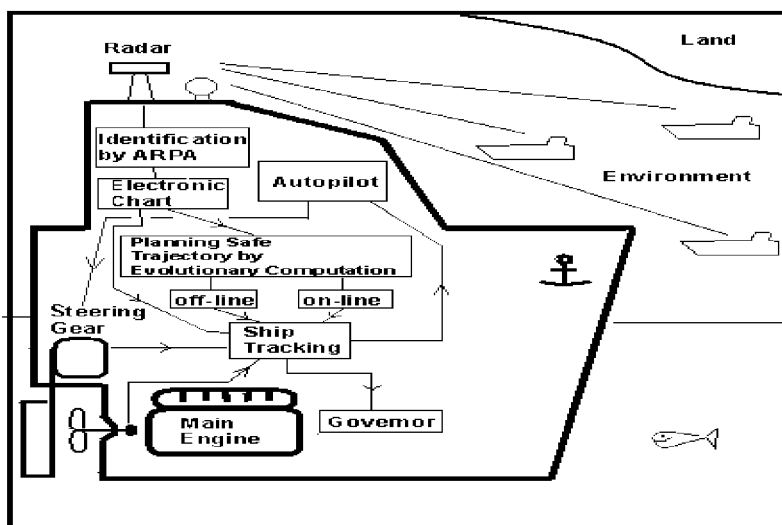 Radar
Land
Identification
by ARPA
Electronic
Chart
Autopilot
Environment
Planning Safe
Trajectory by
Evolutionary Computation
off-line
on-line
Steering
Gear
Ship
Tracking
Main
Engine
Governor